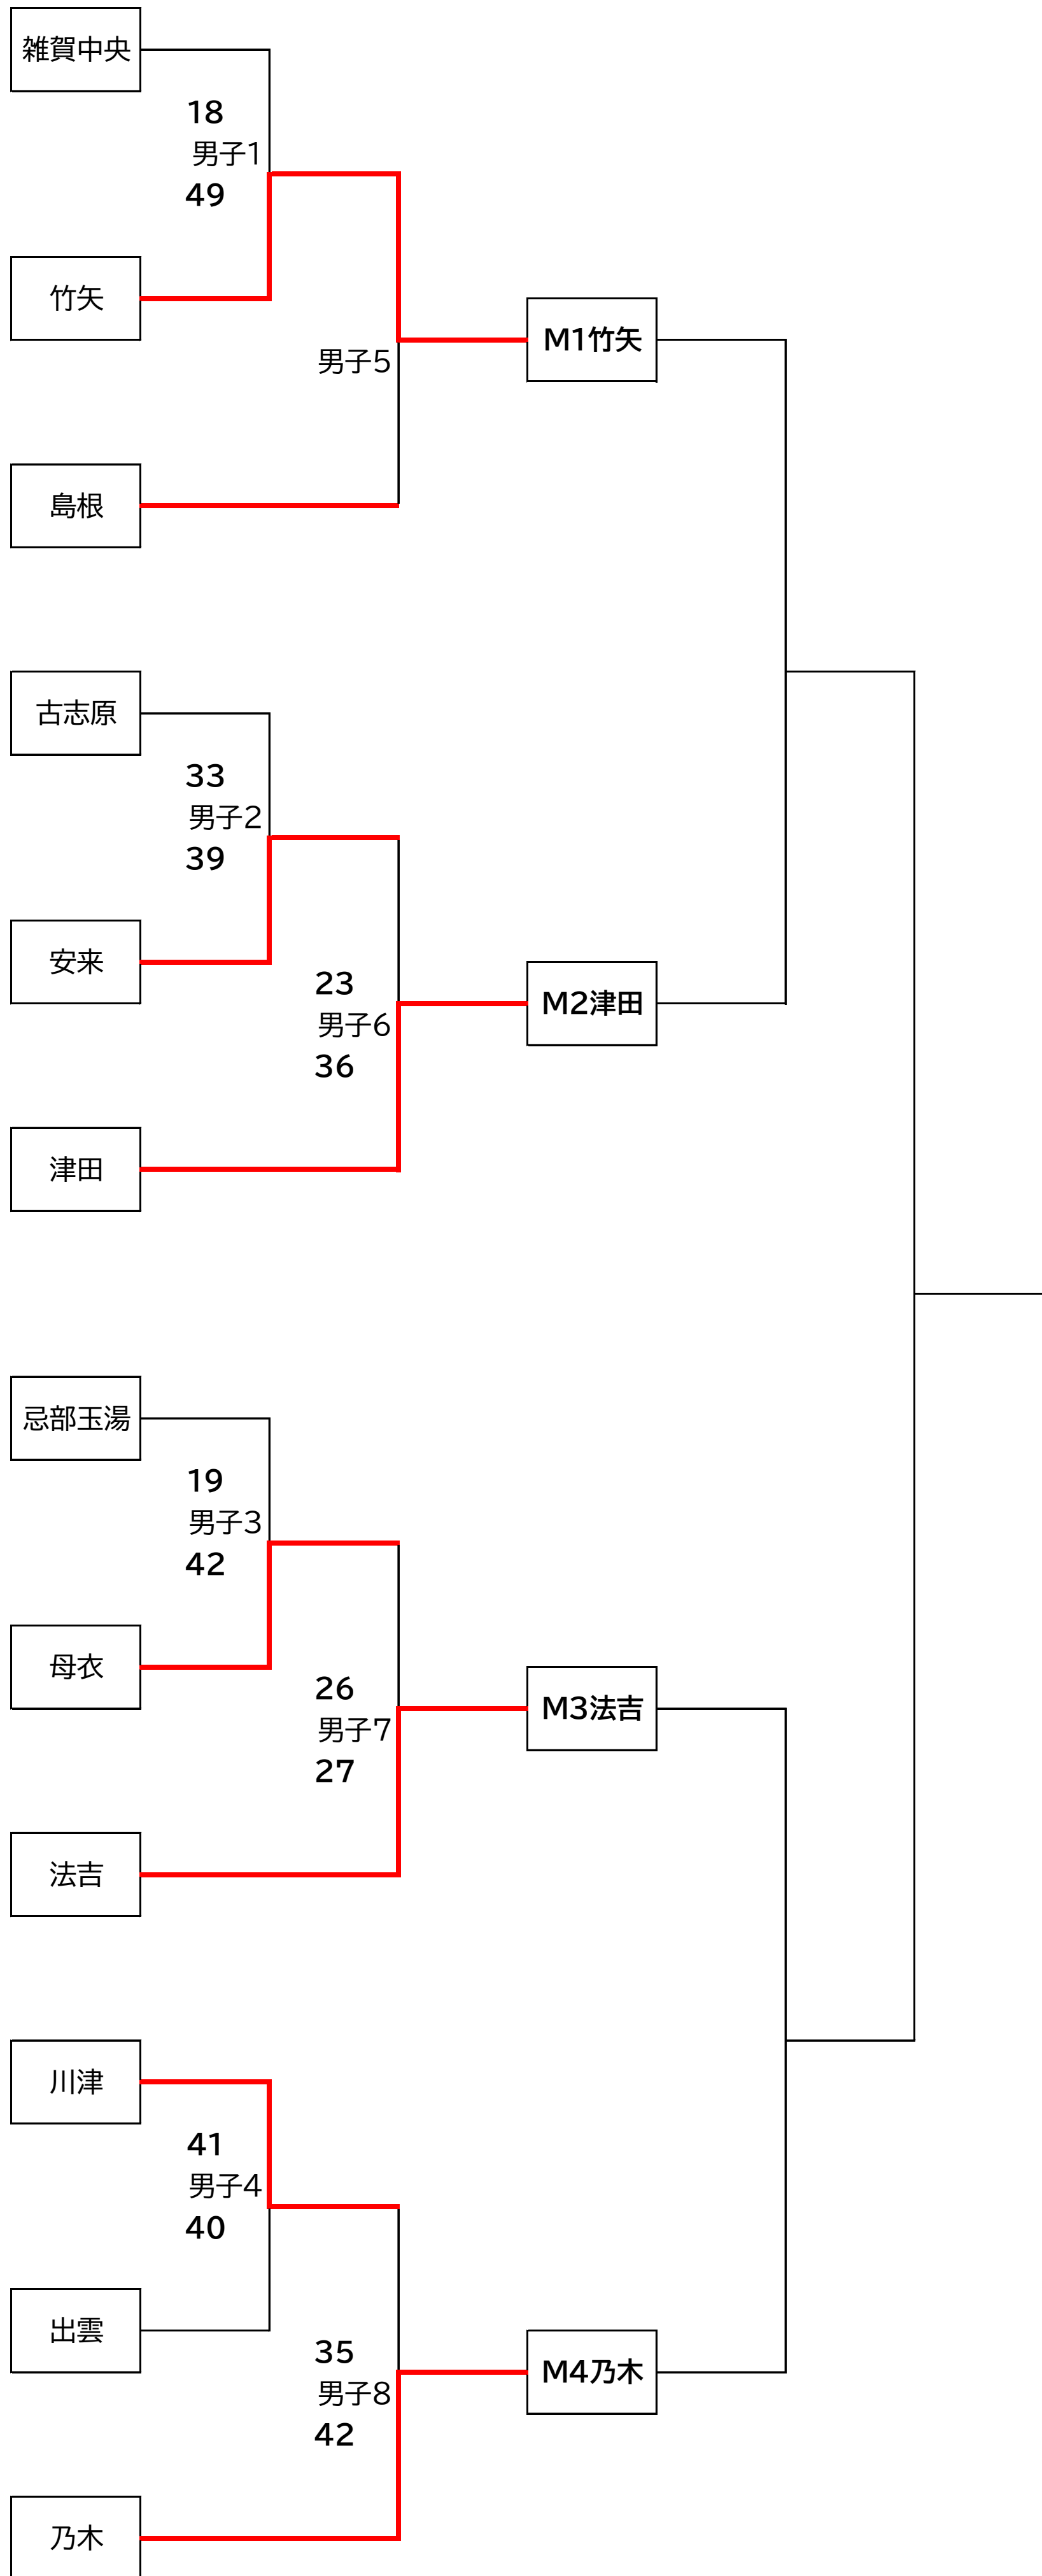 雑賀中央
18
男子1
49
竹矢
M1竹矢
男子5
島根
古志原
33
男子2
39
安来
23
M2津田
男子6
36
津田
忌部玉湯
19
男子3
42
母衣
26
M3法吉
男子7
27
法吉
川津
41
男子4
40
出雲
35
M4乃木
男子8
42
乃木